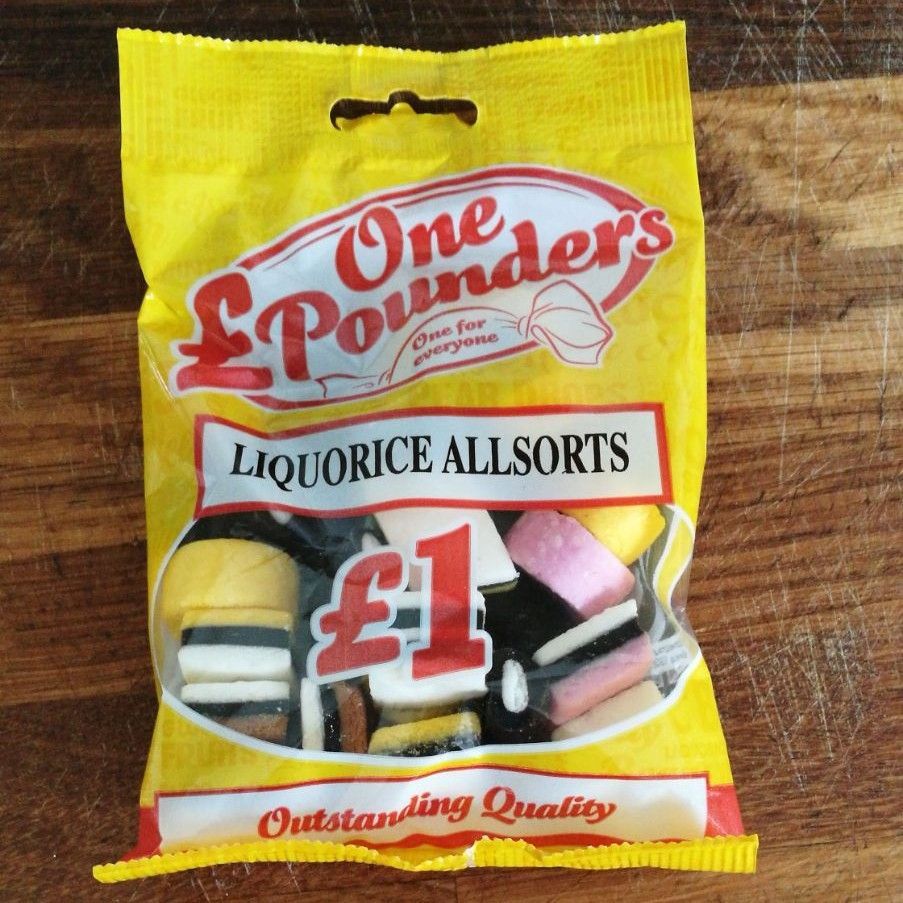 One
£ Pounders
One for
everyone
LIQUORICE ALLSORTS
£1
Outstanding Quality